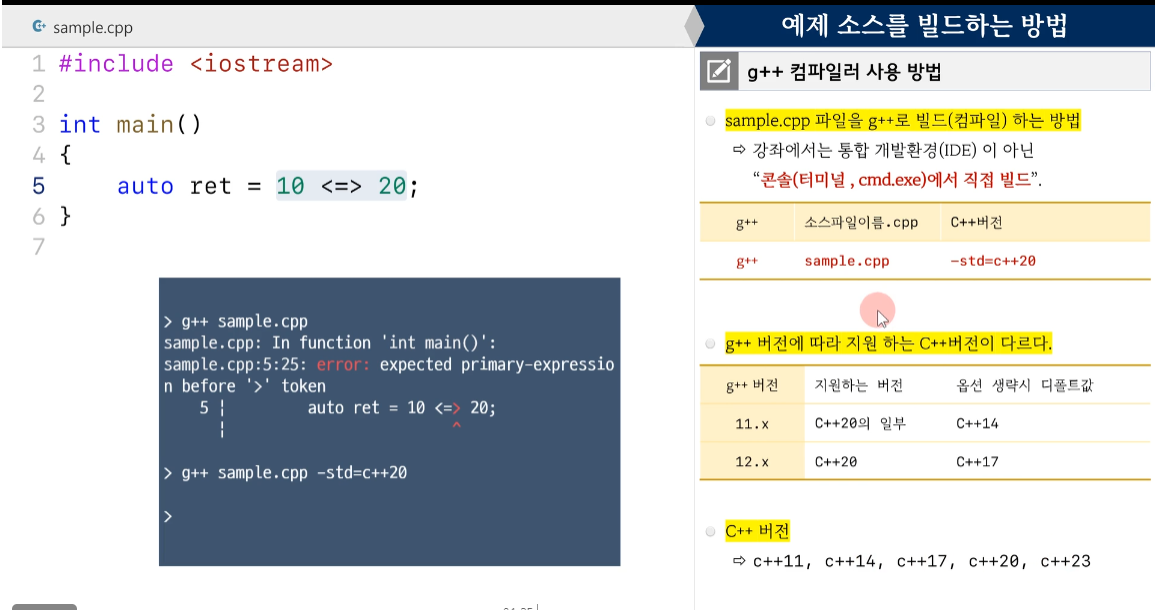 sample.cpp
1 #include <iostream>
2
3 int main()
4 {
5 auto ret = 10 <=> 20;
6 }
7
> g++ sample.cpp
sample.cpp: In function 'int main()':
sample.cpp:5:25: error: expected primary-expressio
n before '>' token
5 ¦ auto ret = 10 <=> 20;
¦ ^
> g++ sample.cpp -std=c++20
>
예제 소스를 빌드하는 방법
g++ 컴파일러 사용 방법
sample.cpp 파일을 g++로 빌드(컴파일) 하는 방법
⇨ 강좌에서는 통합 개발환경(IDE) 이 아닌
“콘솔(터미널 , cmd.exe)에서 직접 빌드”.
g++ 소스파일이름.cpp C++버전
g++ sample.cpp -std=c++20
g++ 버전에 따라 지원 하는 C++버전이 다르다.
g++ 버전 지원하는 버전 옵션 생략시 디폴트값
11.x C++20의 일부 C++14
12.x C++20 C++17
C++ 버전
⇨ c++11, c++14, c++17, c++20, c++23